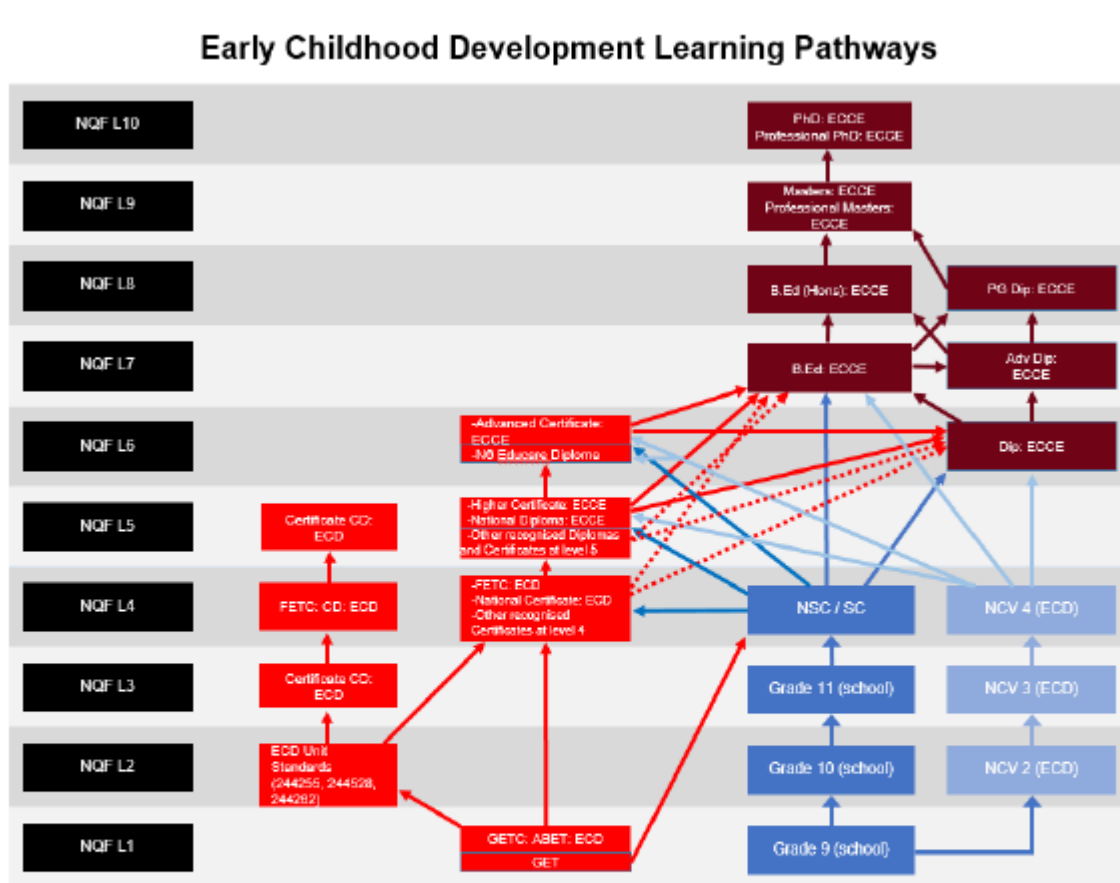 Early Childhood Development Learning Pathways
NQF L10
PhD: ECCE
Professional PhD: ECCE
NQF L9
Masters: ECCE
Professional Masters:
ECCE
NQF L8
B.Ed (Hons): ECCE
PG Dip: ECCE
NQF L7
B.Ed: ECCE
Adv Dip:
ECCE
NQF L6
-Advanced Certificate:
ECCE
-N6 Educare Diploma
Dip: ECCE
NQF L5
Certificate CD:
ECD
-Higher Certificate: ECCE
-National Diploma: ECCE
-Other recognised Diplomas
and Certificates at level 5
NQF L4
FETC: CD: ECD
-FETC: ECD
-National Certificate: ECD
-Other recognised
Certificates at level 4
NSC / SC
NCV 4 (ECD)
NQF L3
Certificate CD:
ECD
Grade 11 (school)
NCV 3 (ECD)
NQF L2
ECD Unit
Standards
(244255, 244528,
244262)
Grade 10 (school)
NCV 2 (ECD)
NQF L1
GETC: ABET: ECD
GET
Grade 9 (school)